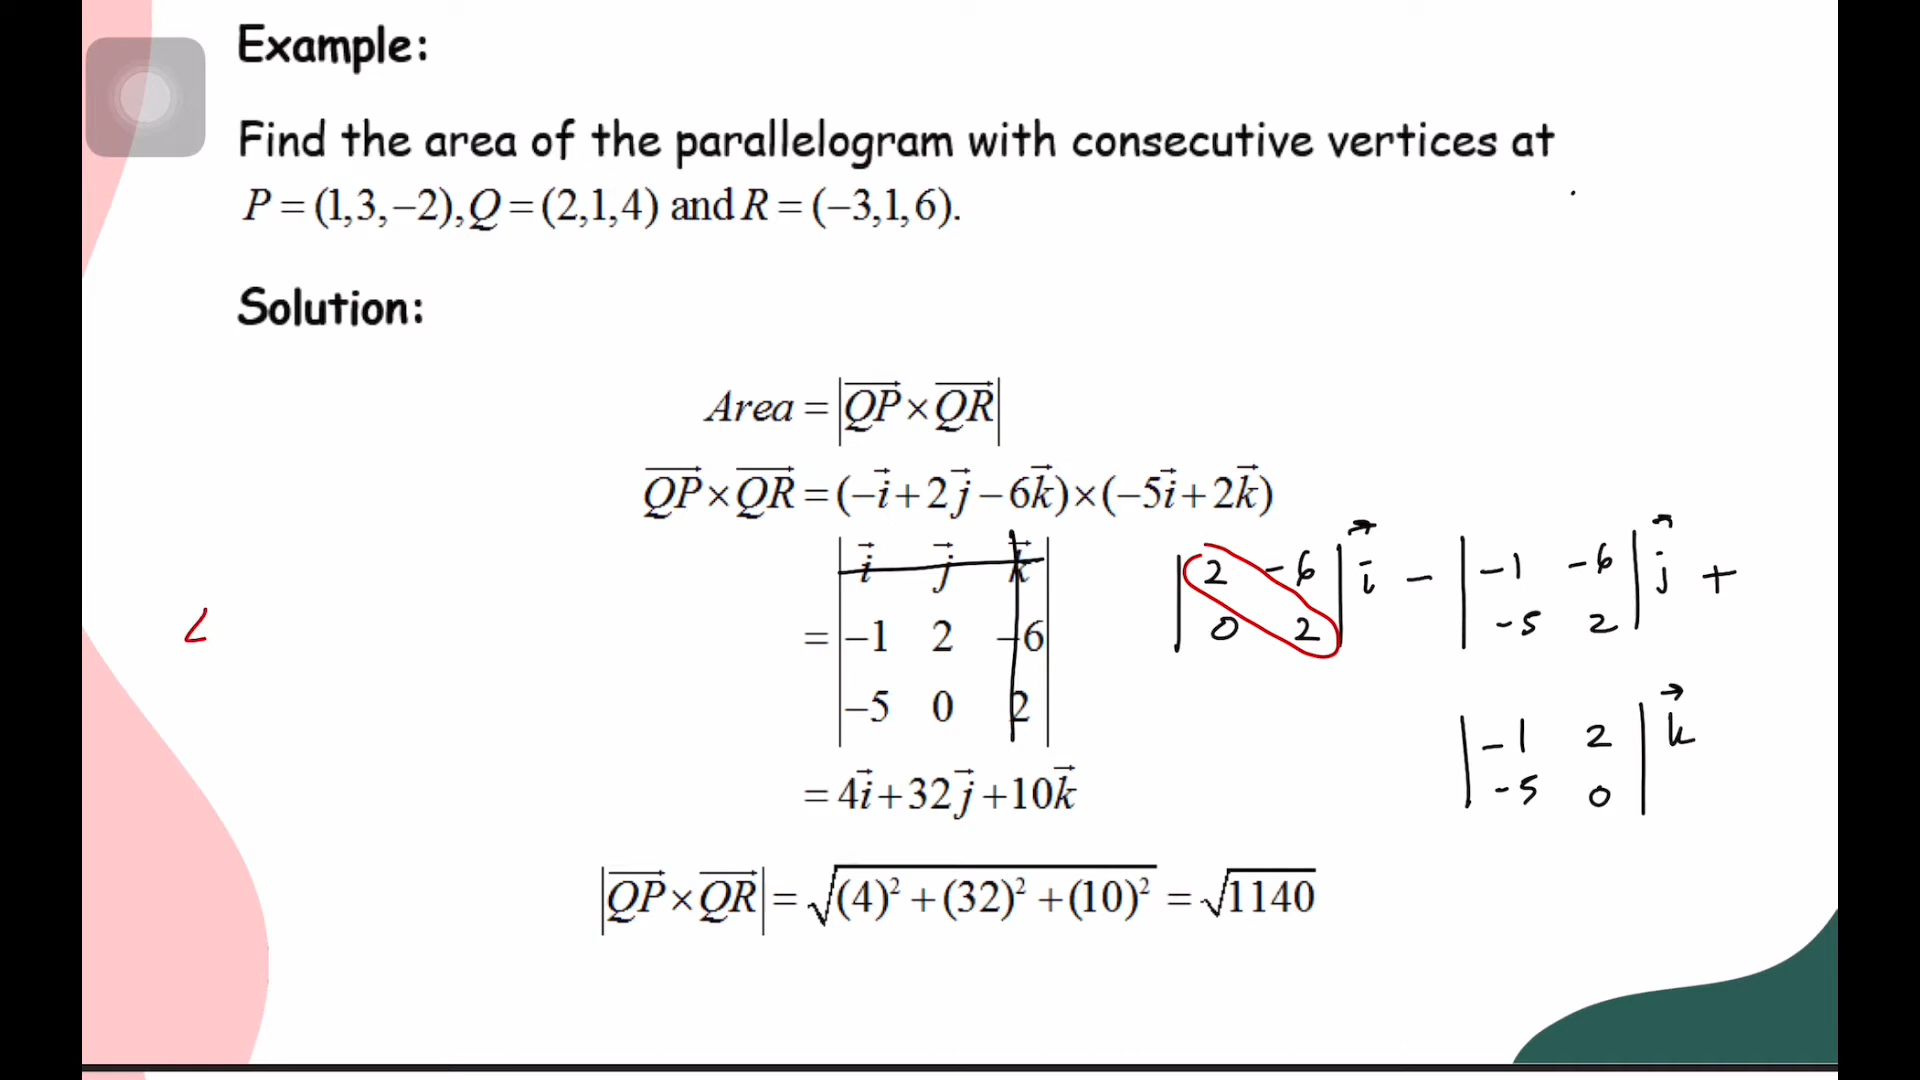 Example:
Find the area of the parallelogram with consecutive vertices at
P = (1,3,−2), Q = (2,1,4) and R = (−3,1,6).
Solution:
Area = |QP⃗ × QR⃗|
QP⃗ × QR⃗ = (−i⃗ + 2j⃗ − 6k⃗) × (−5i⃗ + 2k⃗)
= | i⃗ j⃗ k⃗ |
| −1 2 −6 |
| −5 0 2 |
| 2 −6 | i⃗ − | −1 −6 | j⃗ +
| 0 2 | | −5 2 |
| −1 2 | k⃗
| −5 0 |
= 4i⃗ + 32j⃗ + 10k⃗
|QP⃗ × QR⃗| = √((4)² + (32)² + (10)²) = √1140